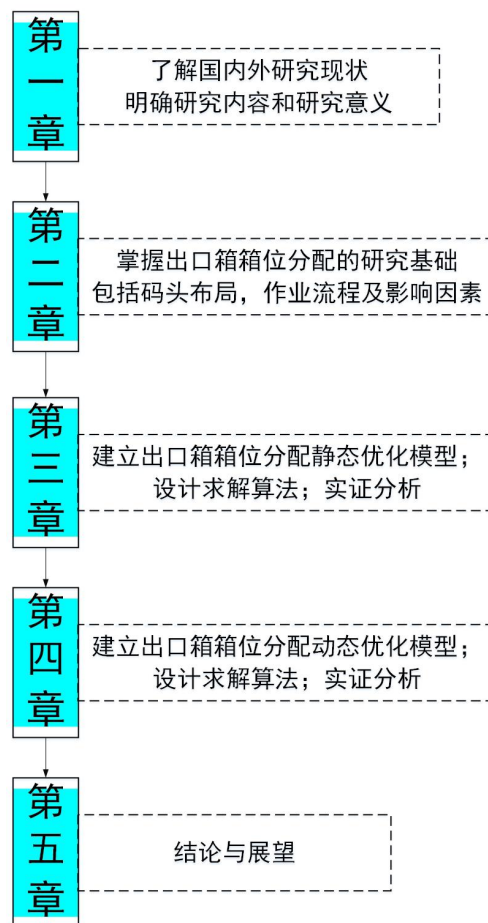 第一章
了解国内外研究现状
明确研究内容和研究意义
第二章
掌握出口箱箱位分配的研究基础
包括码头布局，作业流程及影响因素
第三章
建立出口箱箱位分配静态优化模型；
设计求解算法；实证分析
第四章
建立出口箱箱位分配动态优化模型；
设计求解算法；实证分析
第五章
结论与展望